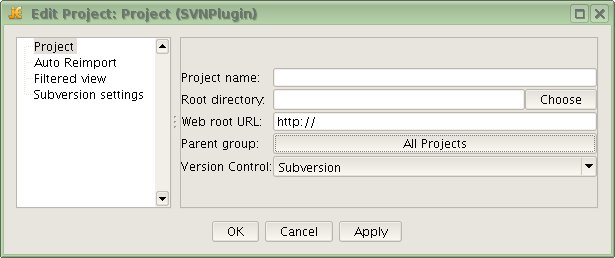 Edit Project: Project (SVNPlugin)
Project
Auto Reimport
Filtered view
Subversion settings
Project name:
Root directory: Choose
Web root URL: http://
Parent group: All Projects
Version Control: Subversion
OK Cancel Apply